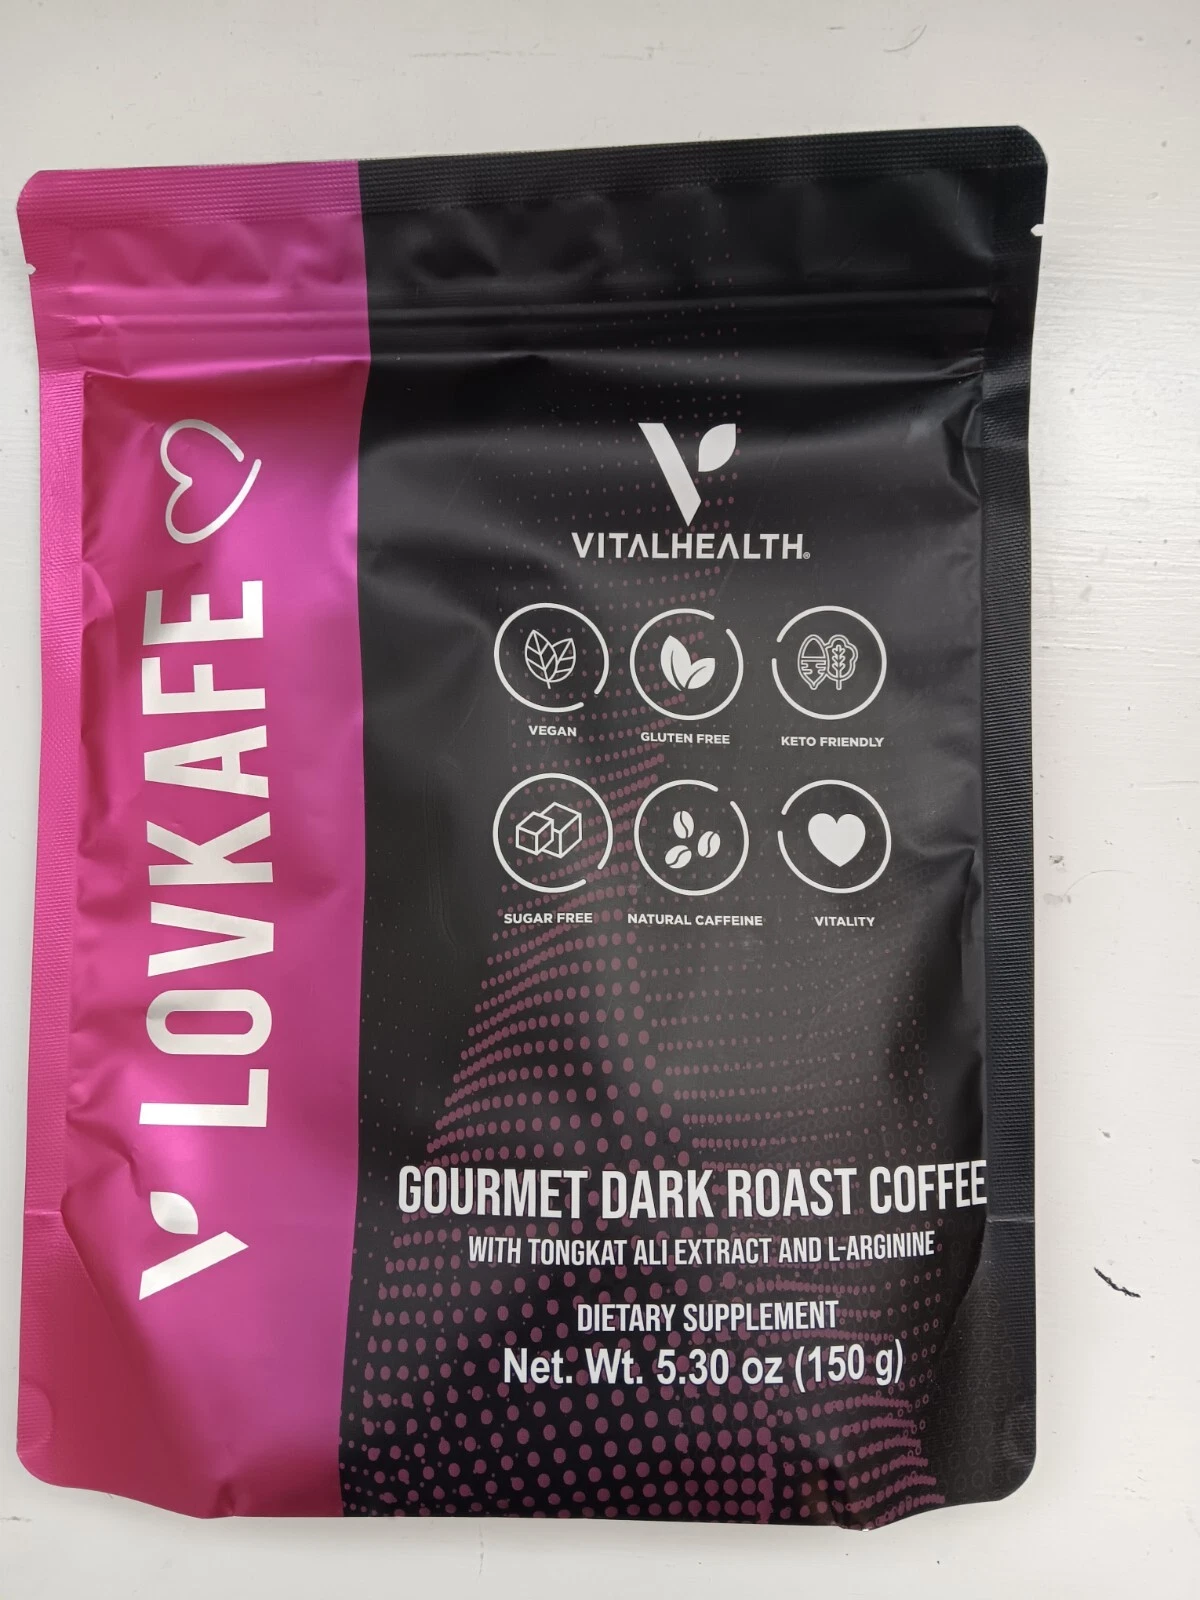 LOVKAFE
VITALHEALTH®
VEGAN
GLUTEN FREE
KETO FRIENDLY
SUGAR FREE
NATURAL CAFFEINE
VITALITY
GOURMET DARK ROAST COFFEE
WITH TONGKAT ALI EXTRACT AND L-ARGININE
DIETARY SUPPLEMENT
Net. Wt. 5.30 oz (150 g)